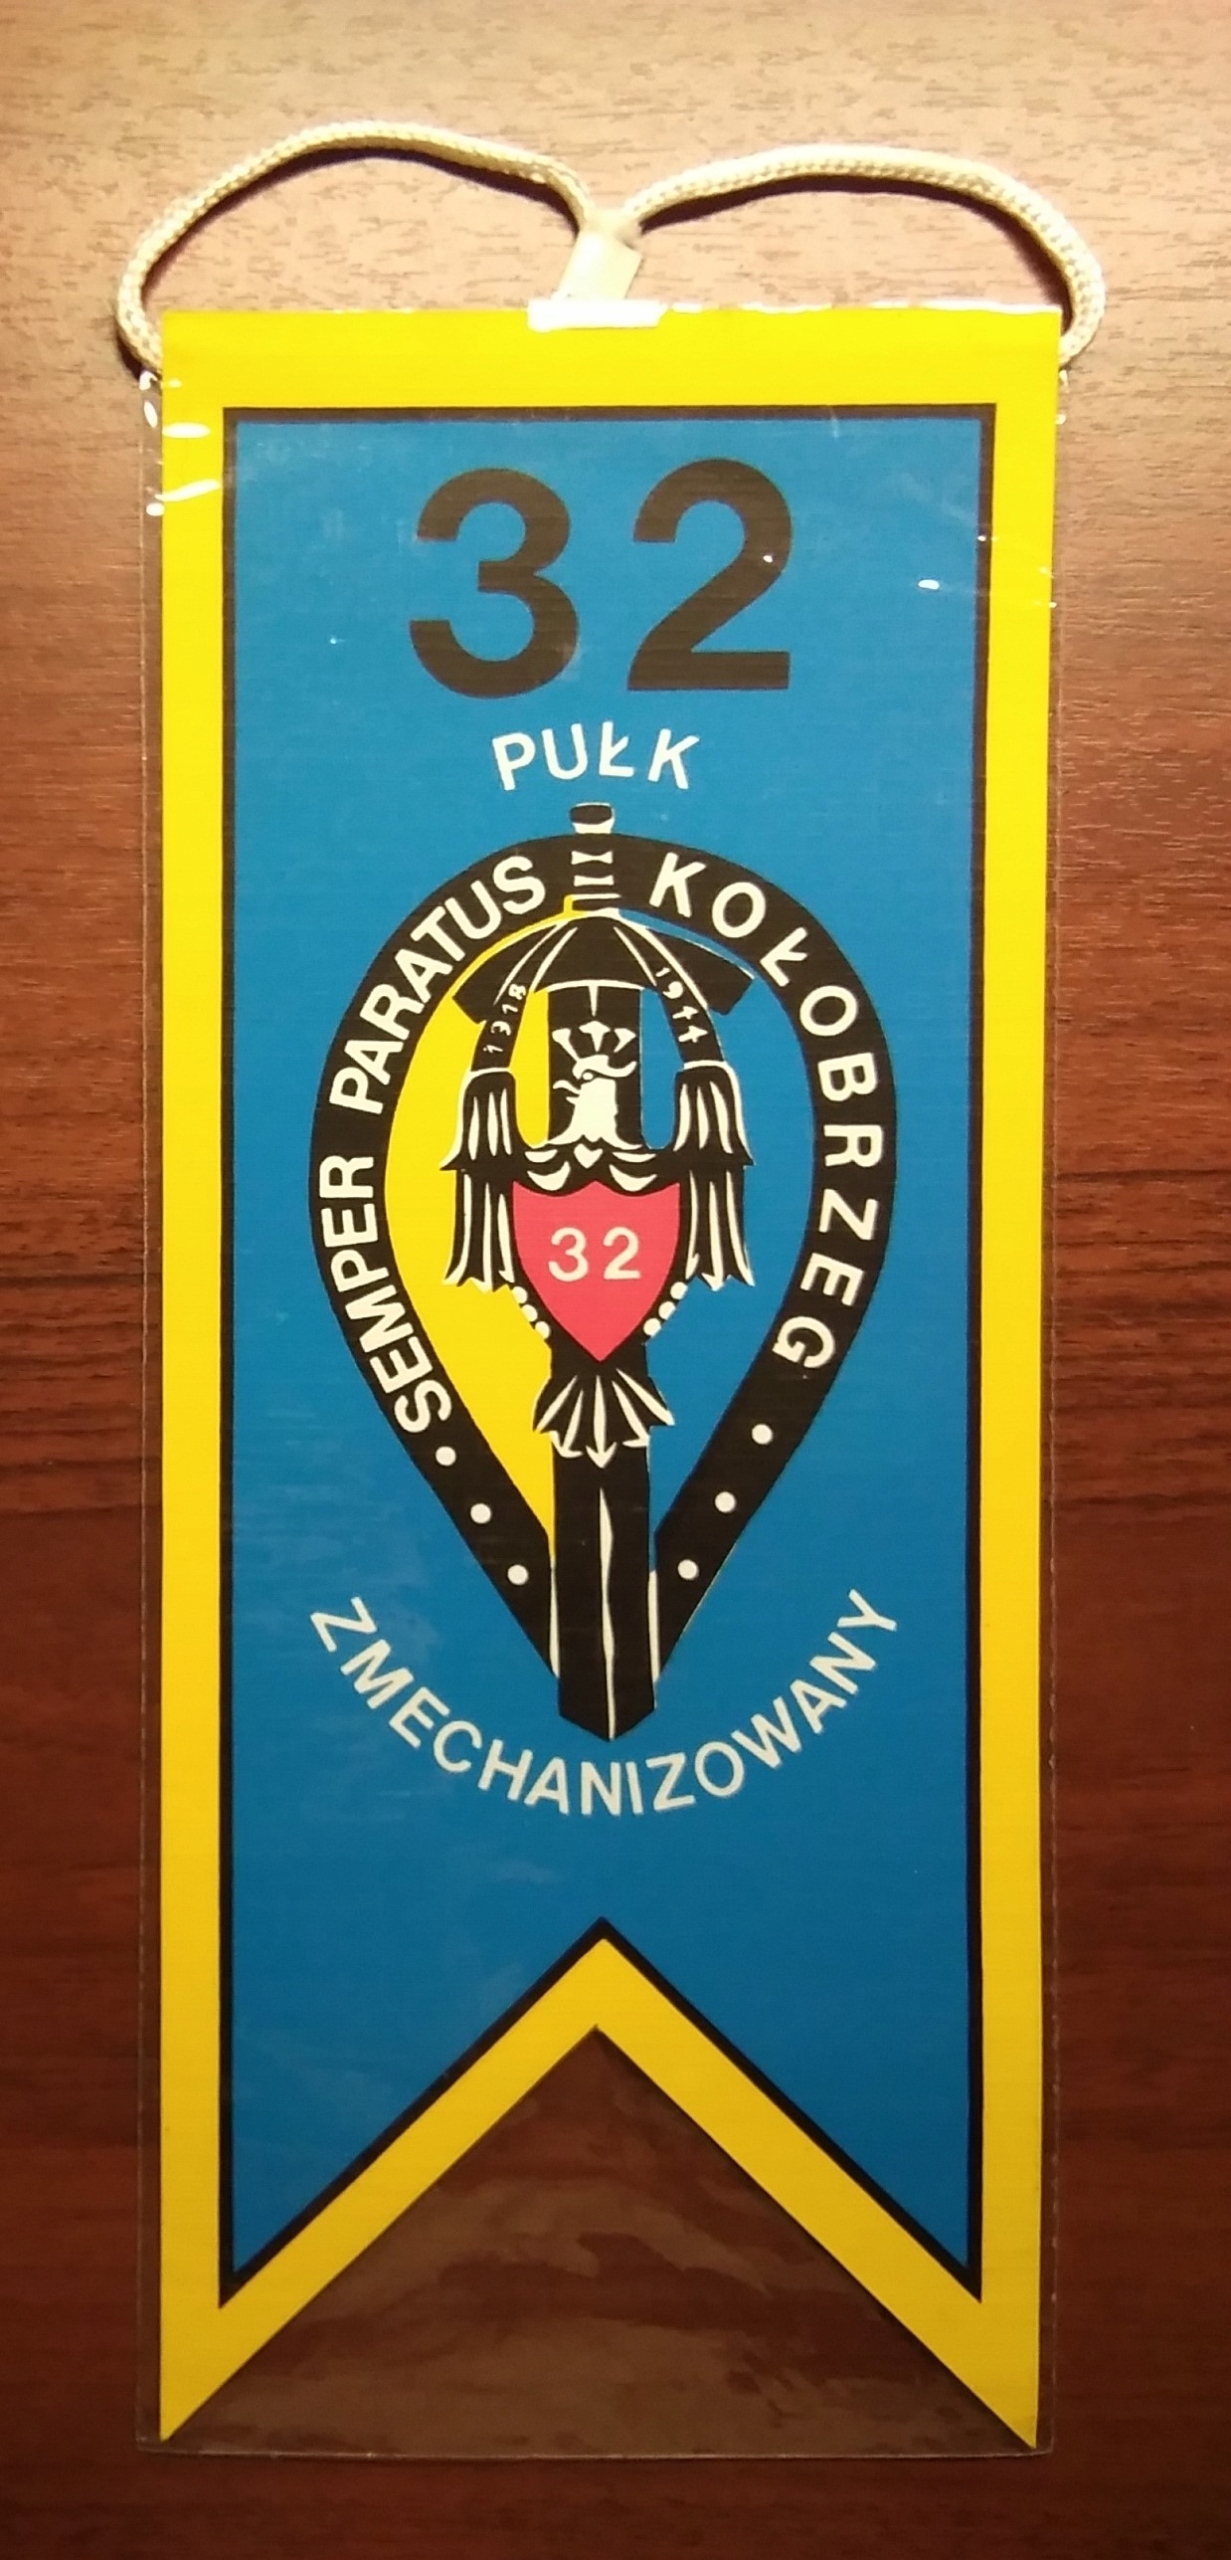 32
PUŁK
SEMPER PARATUS
KOŁOBRZEG
1918
1944
32
ZMECHANIZOWANY